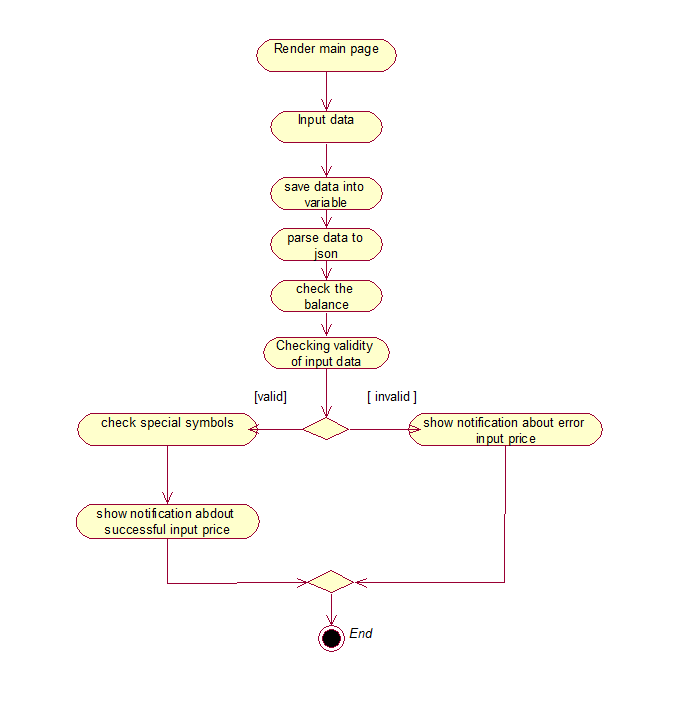 Render main page
Input data
save data into
variable
parse data to
json
check the
balance
Checking validity
of input data
[valid]
[ invalid ]
check special symbols
show notification about error
input price
show notification abdout
successful input price
End